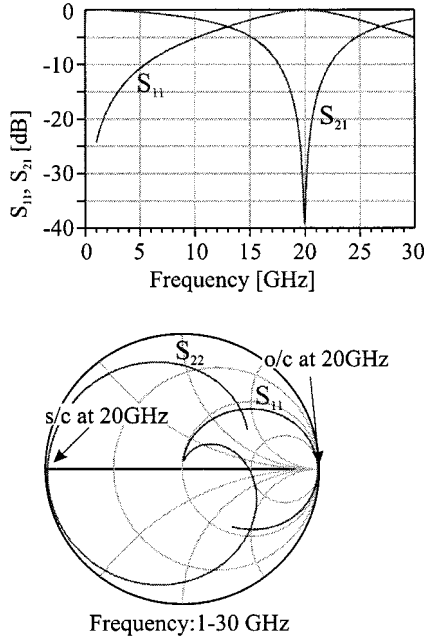 0
-10
-20
-30
-40
S₁₁, S₂₁ [dB]
S₁₁
S₂₁
0 5 10 15 20 25 30
Frequency [GHz]
S₂₂
o/c at 20GHz
S₁₁
s/c at 20GHz
Frequency:1-30 GHz